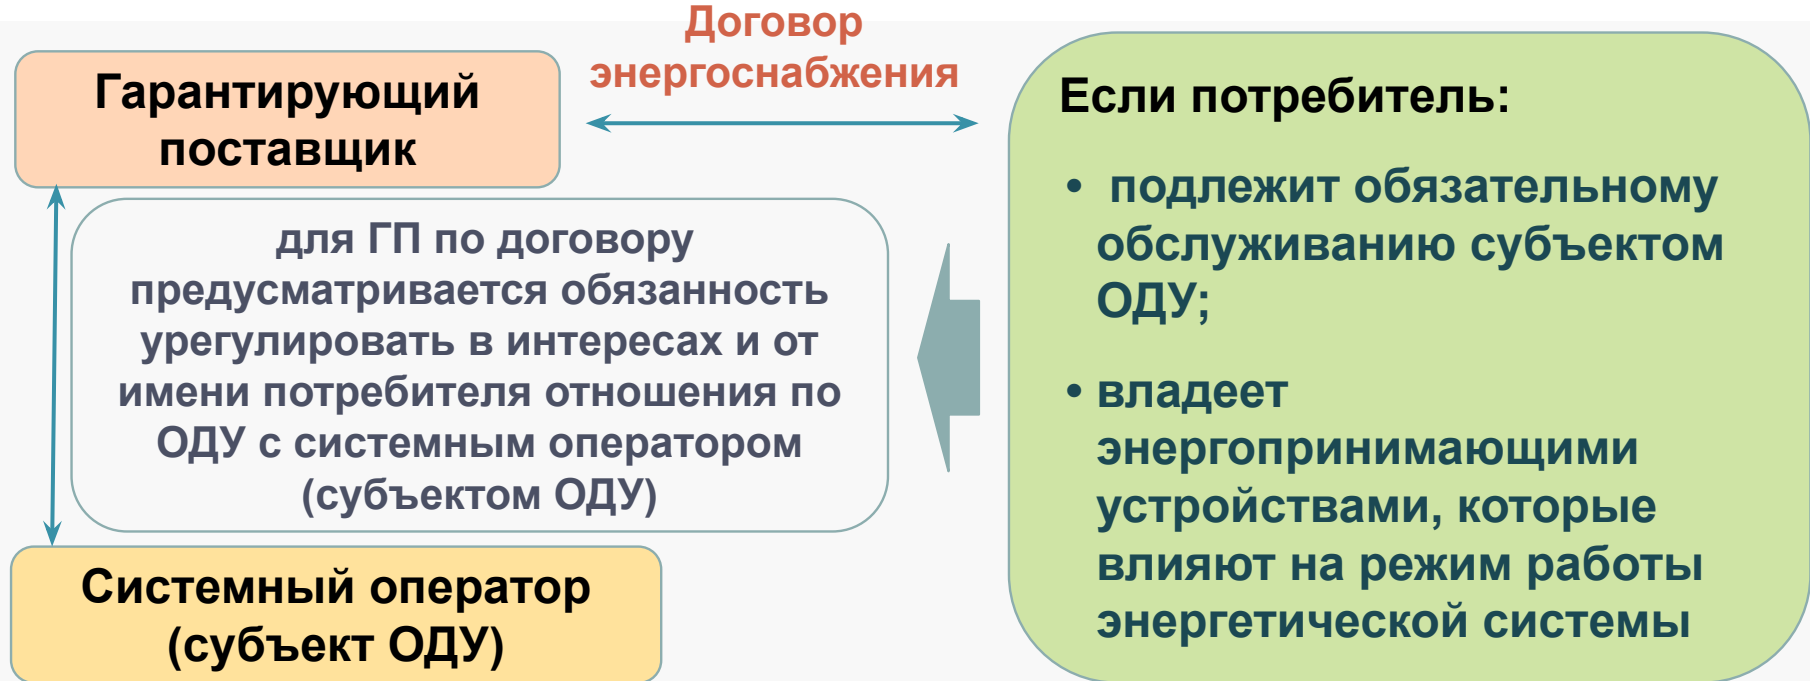 Договор
энергоснабжения
Гарантирующий
поставщик
для ГП по договору
предусматривается обязанность
урегулировать в интересах и от
имени потребителя отношения по
ОДУ с системным оператором
(субъектом ОДУ)
Системный оператор
(субъект ОДУ)
Если потребитель:
• подлежит обязательному
обслуживанию субъектом
ОДУ;
• владеет
энергопринимающими
устройствами, которые
влияют на режим работы
энергетической системы